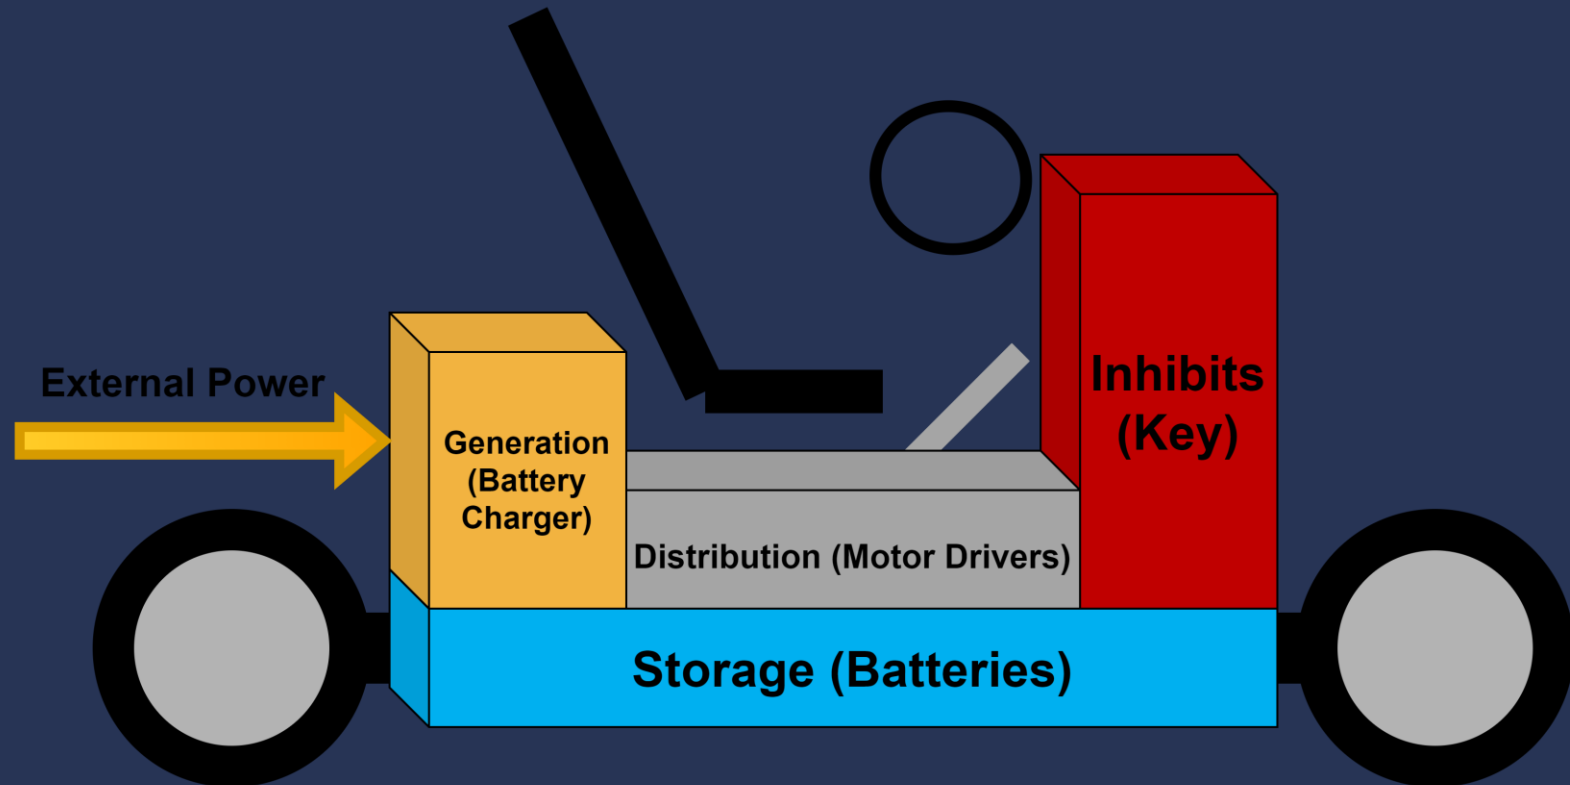 External Power
Generation
(Battery
Charger)
Distribution (Motor Drivers)
Inhibits
(Key)
Storage (Batteries)